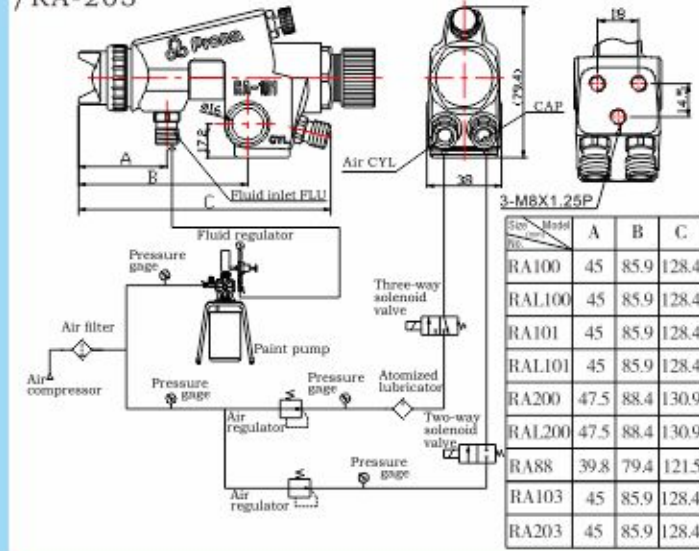 /RA-203
Prona
RA-101
ø16
17.2
CYL
A
B
C
Fluid inlet FLU
(79.4)
CAP
Air CYL
38
18
14.5
3-M8X1.25P
Fluid regulator
Pressure
gage
Air filter
Air
compressor
Paint pump
Pressure
gage
Air
regulator
Pressure
gage
Atomized
lubricator
Three-way
solenoid
valve
Two-way
solenoid
valve
Air
regulator
Pressure
gage
Size Model
No. A B C
RA100 45 85.9 128.4
RAL100 45 85.9 128.4
RA101 45 85.9 128.4
RAL101 45 85.9 128.4
RA200 47.5 88.4 130.9
RAL200 47.5 88.4 130.9
RA88 39.8 79.4 121.5
RA103 45 85.9 128.4
RA203 45 85.9 128.4